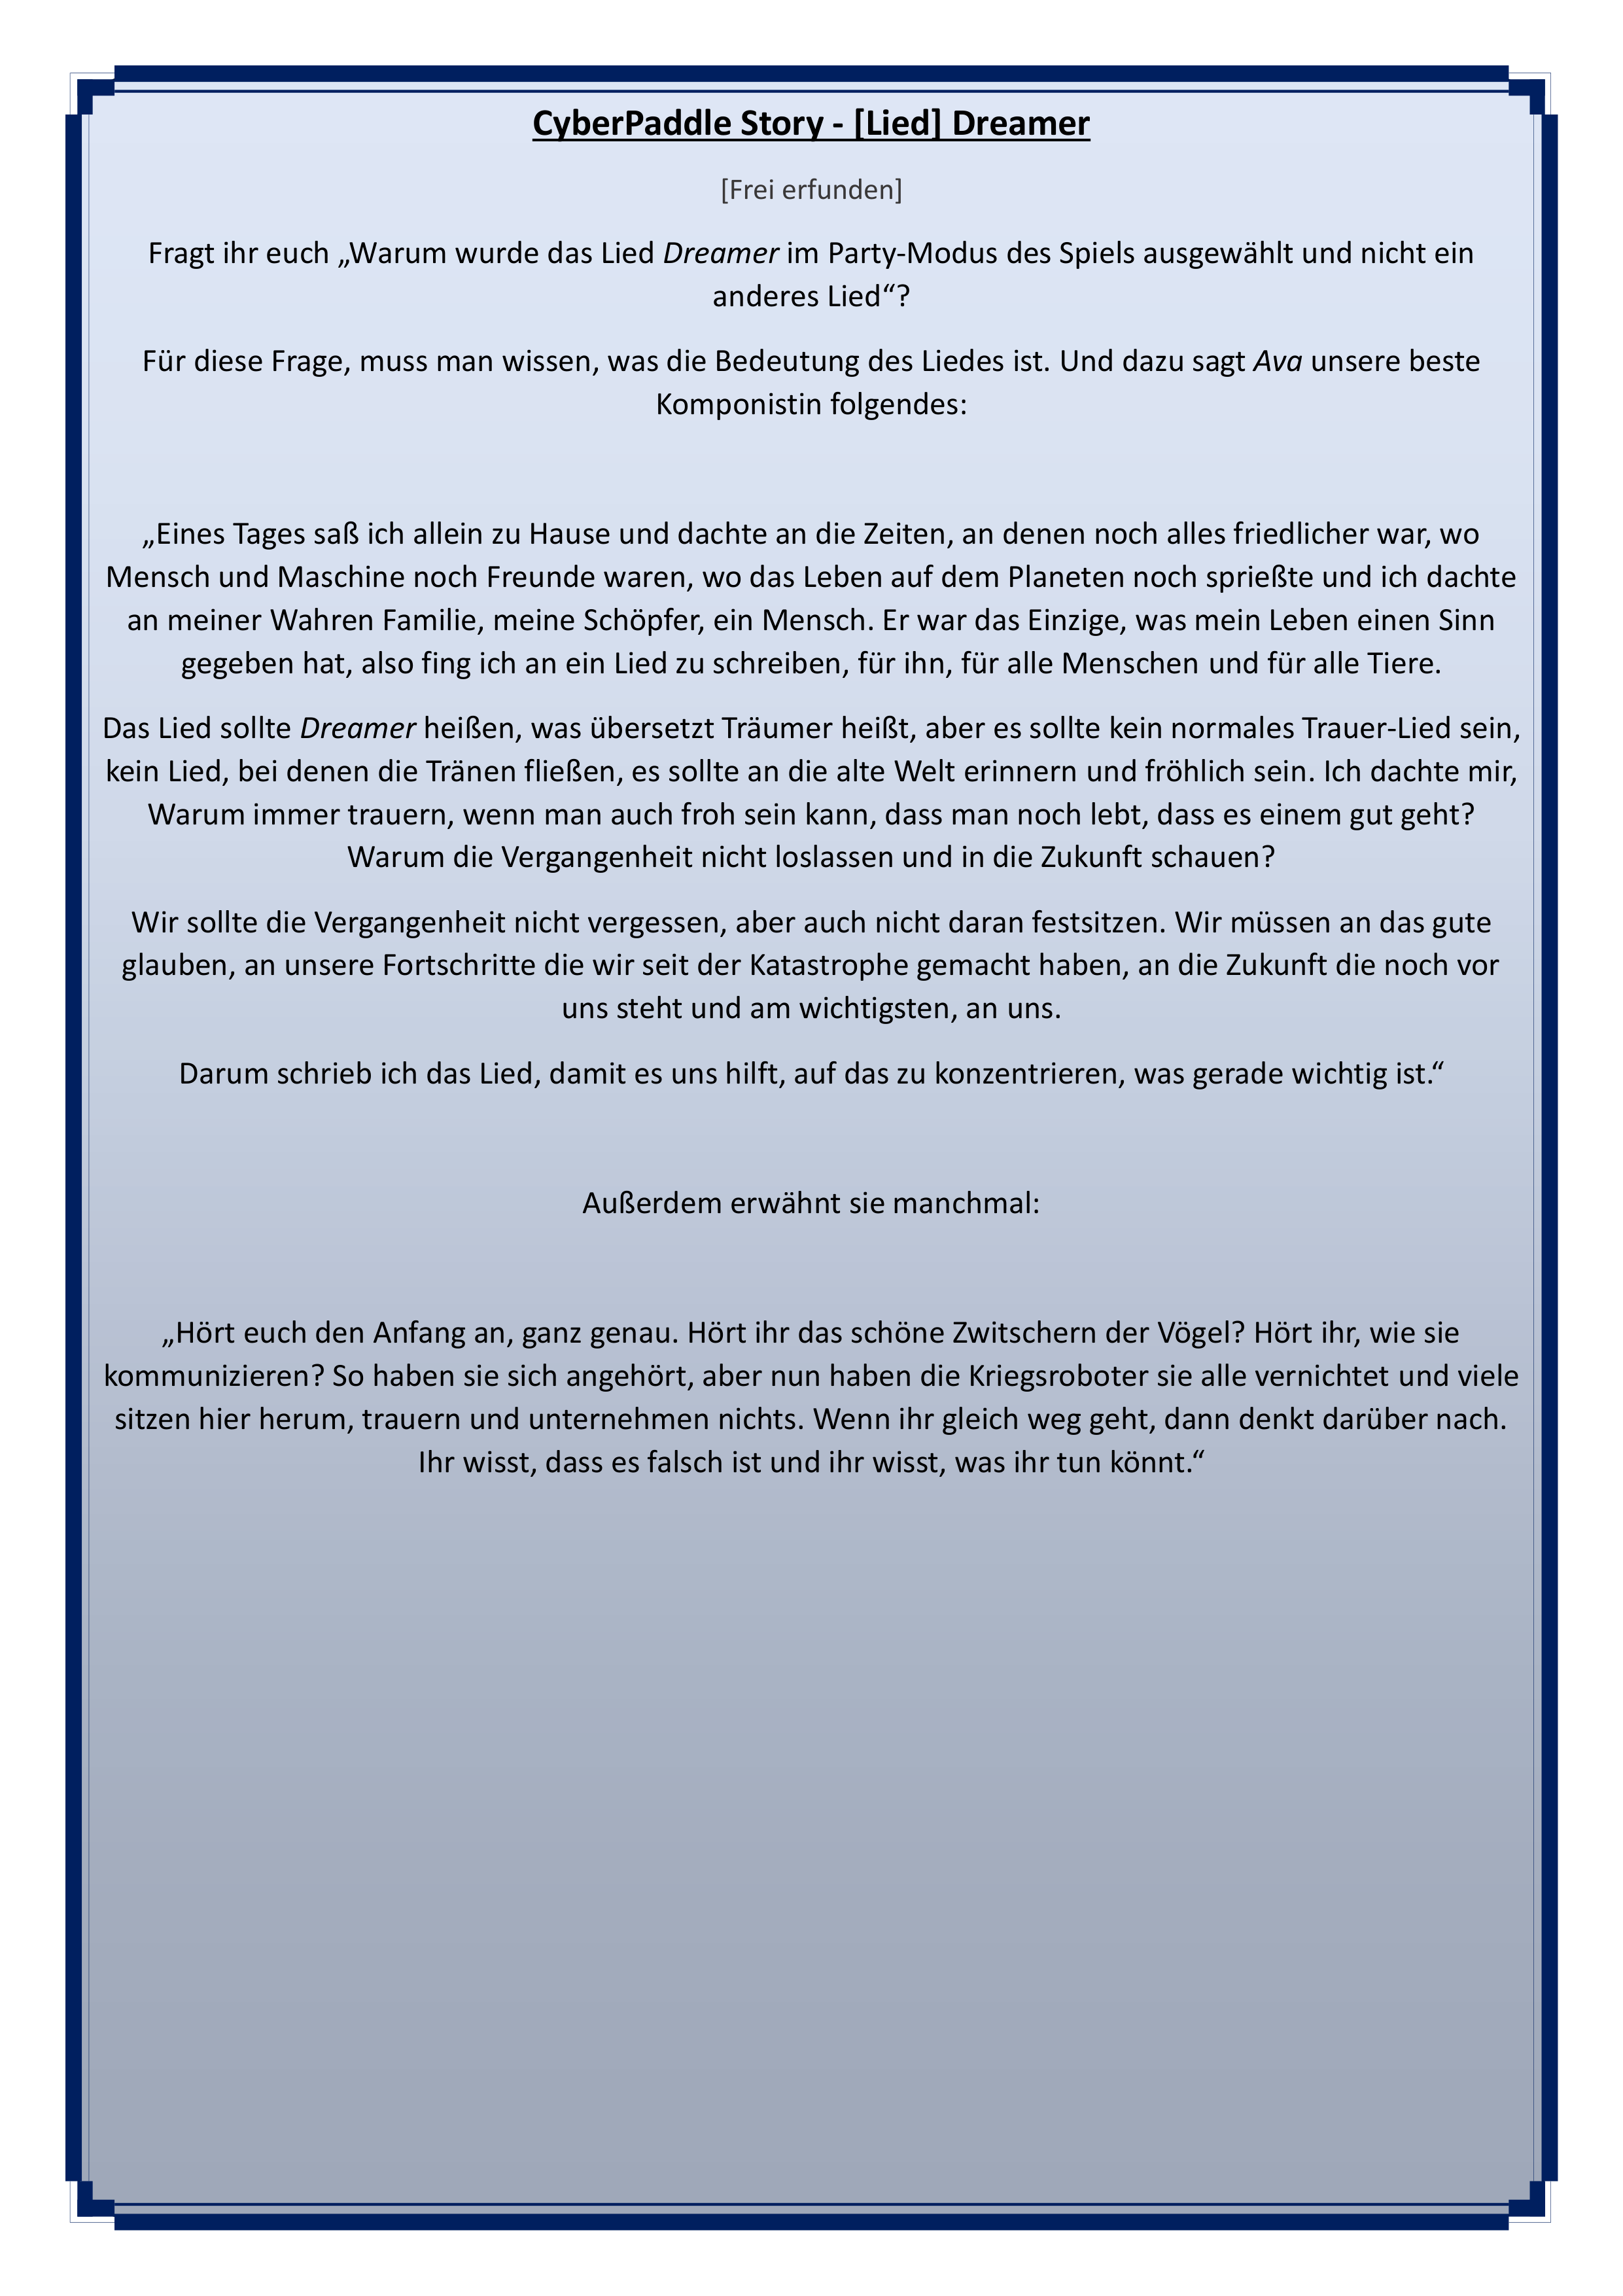 CyberPaddle Story - [Lied] Dreamer
[Frei erfunden]
Fragt ihr euch „Warum wurde das Lied Dreamer im Party-Modus des Spiels ausgewählt und nicht ein
anderes Lied“?
Für diese Frage, muss man wissen, was die Bedeutung des Liedes ist. Und dazu sagt Ava unsere beste
Komponistin folgendes:
„Eines Tages saß ich allein zu Hause und dachte an die Zeiten, an denen noch alles friedlicher war, wo
Mensch und Maschine noch Freunde waren, wo das Leben auf dem Planeten noch sprießte und ich dachte
an meiner Wahren Familie, meine Schöpfer, ein Mensch. Er war das Einzige, was mein Leben einen Sinn
gegeben hat, also fing ich an ein Lied zu schreiben, für ihn, für alle Menschen und für alle Tiere.
Das Lied sollte Dreamer heißen, was übersetzt Träumer heißt, aber es sollte kein normales Trauer-Lied sein,
kein Lied, bei denen die Tränen fließen, es sollte an die alte Welt erinnern und fröhlich sein. Ich dachte mir,
Warum immer trauern, wenn man auch froh sein kann, dass man noch lebt, dass es einem gut geht?
Warum die Vergangenheit nicht loslassen und in die Zukunft schauen?
Wir sollte die Vergangenheit nicht vergessen, aber auch nicht daran festsitzen. Wir müssen an das gute
glauben, an unsere Fortschritte die wir seit der Katastrophe gemacht haben, an die Zukunft die noch vor
uns steht und am wichtigsten, an uns.
Darum schrieb ich das Lied, damit es uns hilft, auf das zu konzentrieren, was gerade wichtig ist.“
Außerdem erwähnt sie manchmal:
„Hört euch den Anfang an, ganz genau. Hört ihr das schöne Zwitschern der Vögel? Hört ihr, wie sie
kommunizieren? So haben sie sich angehört, aber nun haben die Kriegsroboter sie alle vernichtet und viele
sitzen hier herum, trauern und unternehmen nichts. Wenn ihr gleich weg geht, dann denkt darüber nach.
Ihr wisst, dass es falsch ist und ihr wisst, was ihr tun könnt.“